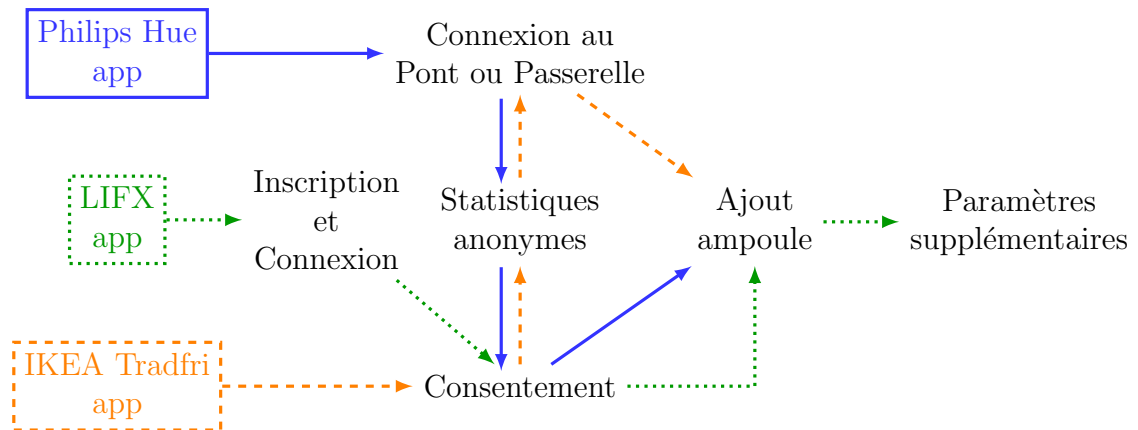 Philips Hue
app
Connexion au
Pont ou Passerelle
LIFX
app
Inscription
et
Connexion
Statistiques
anonymes
Ajout
ampoule
Paramètres
supplémentaires
IKEA Tradfri
app
Consentement